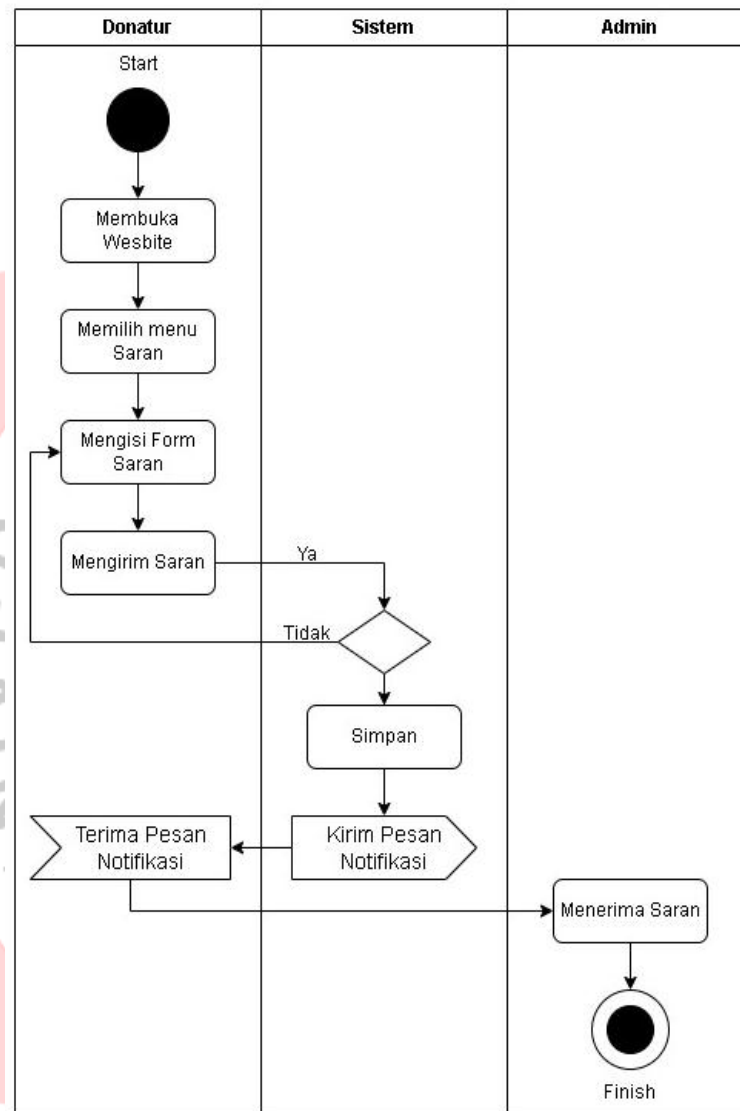 Donatur
Sistem
Admin
Start
Membuka
Wesbite
Memilih menu
Saran
Mengisi Form
Saran
Mengirim Saran
Ya
Tidak
Simpan
Terima Pesan
Notifikasi
Kirim Pesan
Notifikasi
Menerima Saran
Finish